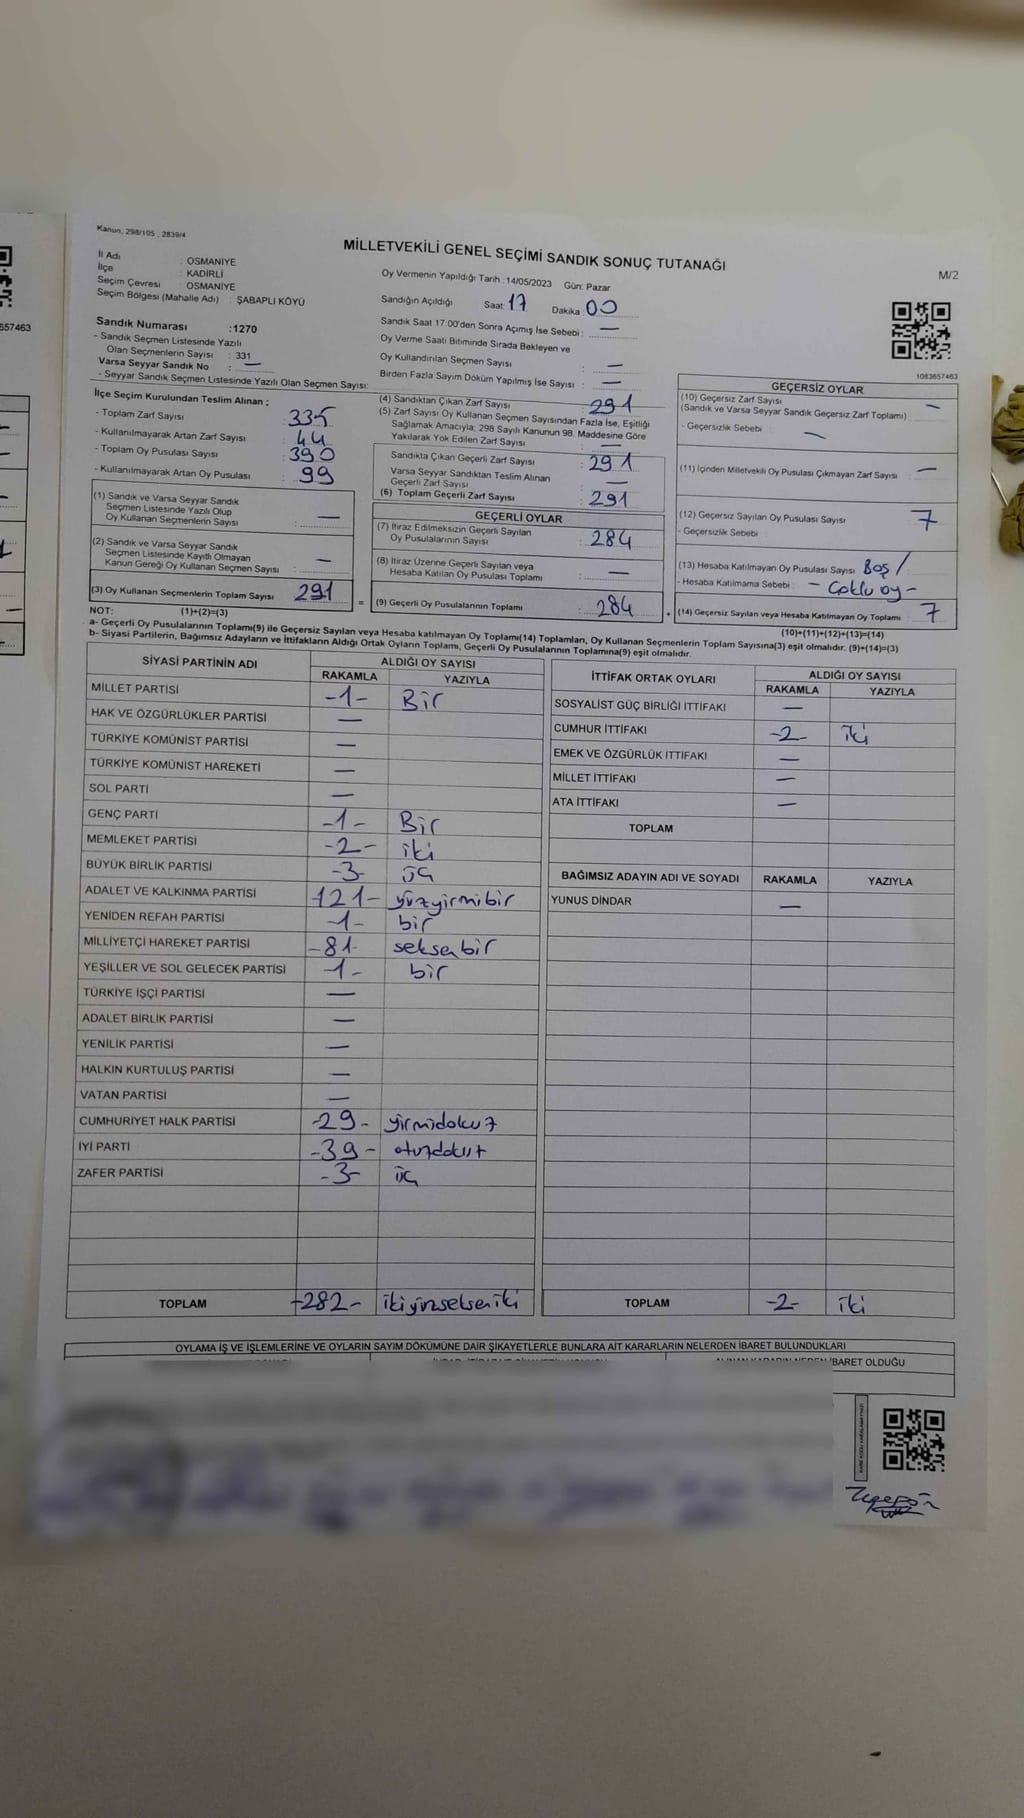 Kanun, 298/105 , 2839/4
MİLLETVEKİLİ GENEL SEÇİMİ SANDIK SONUÇ TUTANAĞI
M/2
İl Adı : OSMANİYE
İlçe : KADİRLİ
Seçim Çevresi OSMANİYE
Seçim Bölgesi (Mahalle Adı) : ŞABAPLI KÖYÜ
Oy Vermenin Yapıldığı Tarih :14/05/2023 Gün: Pazar
Sandığın Açıldığı Saat: 17 Dakika: 00
Sandık Saat 17:00'den Sonra Açımış İse Sebebi : —
Oy Verme Saati Bitiminde Sırada Bekleyen ve
Oy Kullandırılan Seçmen Sayısı : —
Birden Fazla Sayım Döküm Yapılmış İse Sayısı : —
Sandık Numarası :1270
- Sandık Seçmen Listesinde Yazılı
Olan Seçmenlerin Sayısı : 331
Varsa Seyyar Sandık No : —
- Seyyar Sandık Seçmen Listesinde Yazılı Olan Seçmen Sayısı:
657463
1083657463
İlçe Seçim Kurulundan Teslim Alınan :
- Toplam Zarf Sayısı : 335
- Kullanılmayarak Artan Zarf Sayısı : 44
- Toplam Oy Pusulası Sayısı : 390
- Kullanılmayarak Artan Oy Pusulası : 99
(1) Sandık ve Varsa Seyyar Sandık
Seçmen Listesinde Yazılı Olup
Oy Kullanan Seçmenlerin Sayısı : —
(2) Sandık ve Varsa Seyyar Sandık
Seçmen Listesinde Kayıtlı Olmayan
Kanun Gereği Oy Kullanan Seçmen Sayısı : —
(3) Oy Kullanan Seçmenlerin Toplam Sayısı 291
(4) Sandıktan Çıkan Zarf Sayısı : 291
(5) Zarf Sayısı Oy Kullanan Seçmen Sayısından Fazla İse, Eşitliği
Sağlamak Amacıyla; 298 Sayılı Kanunun 98. Maddesine Göre
Yakılarak Yok Edilen Zarf Sayısı : —
Sandıkta Çıkan Geçerli Zarf Sayısı : 291
Varsa Seyyar Sandıktan Teslim Alınan
Geçerli Zarf Sayısı : —
(6) Toplam Geçerli Zarf Sayısı : 291
GEÇERLİ OYLAR
(7) İtiraz Edilmeksizin Geçerli Sayılan
Oy Pusulalarının Sayısı : 284
(8) İtiraz Üzerine Geçerli Sayılan veya
Hesaba Katılan Oy Pusulası Toplamı : —
= (9) Geçerli Oy Pusulalarının Toplamı : 284
GEÇERSİZ OYLAR
(10) Geçersiz Zarf Sayısı —
(Sandık ve Varsa Seyyar Sandık Geçersiz Zarf Toplamı)
- Geçersizlik Sebebi : —
(11) İçinden Milletvekili Oy Pusulası Çıkmayan Zarf Sayısı : —
(12) Geçersiz Sayılan Oy Pusulası Sayısı : 7
- Geçersizlik Sebebi :
(13) Hesaba Katılmayan Oy Pusulası Sayısı Boş /
- Hesaba Katılmama Sebebi : - Çoklu oy -
+ (14) Geçersiz Sayılan veya Hesaba Katılmayan Oy Toplamı 7
NOT: (1)+(2)=(3)
(10)+(11)+(12)+(13)=(14)
a- Geçerli Oy Pusulalarının Toplamı(9) ile Geçersiz Sayılan veya Hesaba katılmayan Oy Toplamı(14) Toplamları, Oy Kullanan Seçmenlerin Toplam Sayısına(3) eşit olmalıdır. (9)+(14)=(3)
b- Siyasi Partilerin, Bağımsız Adayların ve İttifakların Aldığı Ortak Oyların Toplamı, Geçerli Oy Pusulalarının Toplamına(9) eşit olmalıdır.
SİYASİ PARTİNİN ADI ALDIĞI OY SAYISI
RAKAMLA YAZIYLA
MİLLET PARTİSİ -1- Bir
HAK VE ÖZGÜRLÜKLER PARTİSİ —
TÜRKİYE KOMÜNİST PARTİSİ —
TÜRKİYE KOMÜNİST HAREKETİ —
SOL PARTİ —
GENÇ PARTİ -1- Bir
MEMLEKET PARTİSİ -2- iki
BÜYÜK BİRLİK PARTİSİ -3- üç
ADALET VE KALKINMA PARTİSİ 121- yüzyirmibir
YENİDEN REFAH PARTİSİ -1- bir
MİLLİYETÇİ HAREKET PARTİSİ -81- seksenbir
YEŞİLLER VE SOL GELECEK PARTİSİ -1- bir
TÜRKİYE İŞÇİ PARTİSİ —
ADALET BİRLİK PARTİSİ —
YENİLİK PARTİSİ —
HALKIN KURTULUŞ PARTİSİ —
VATAN PARTİSİ —
CUMHURİYET HALK PARTİSİ -29- yirmidokuz
İYİ PARTİ -39- otuzdokuz
ZAFER PARTİSİ -3- üç
TOPLAM -282- ikiyüzsekseniki
İTTİFAK ORTAK OYLARI ALDIĞI OY SAYISI
RAKAMLA YAZIYLA
SOSYALİST GÜÇ BİRLİĞİ İTTİFAKI —
CUMHUR İTTİFAKI -2- iki
EMEK VE ÖZGÜRLÜK İTTİFAKI —
MİLLET İTTİFAKI —
ATA İTTİFAKI —
TOPLAM
BAĞIMSIZ ADAYIN ADI VE SOYADI RAKAMLA YAZIYLA
YUNUS DİNDAR —
TOPLAM -2- iki
OYLAMA İŞ VE İŞLEMLERİNE VE OYLARIN SAYIM DÖKÜMÜNE DAİR ŞİKAYETLERLE BUNLARA AİT KARARLARIN NELERDEN İBARET BULUNDUKLARI
İBARET OLDUĞU